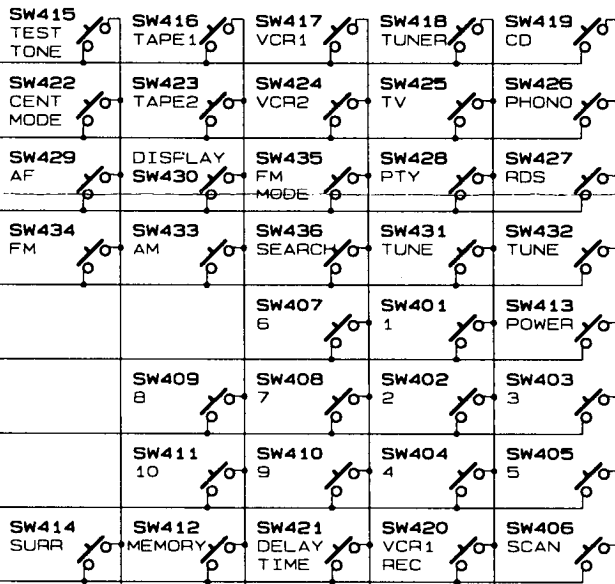 SW415 SW416 SW417 SW418 SW419
TEST TAPE1 VCR1 TUNER CD
TONE
SW422 SW423 SW424 SW425 SW426
CENT TAPE2 VCR2 TV PHONO
MODE
SW429 DISPLAY SW435 SW428 SW427
AF SW430 FM PTY RDS
MODE
SW434 SW433 SW436 SW431 SW432
FM AM SEARCH TUNE TUNE
SW407 SW401 SW413
6 1 POWER
SW409 SW408 SW402 SW403
8 7 2 3
SW411 SW410 SW404 SW405
10 9 4 5
SW414 SW412 SW421 SW420 SW406
SURR MEMORY DELAY VCR1 SCAN
TIME REC